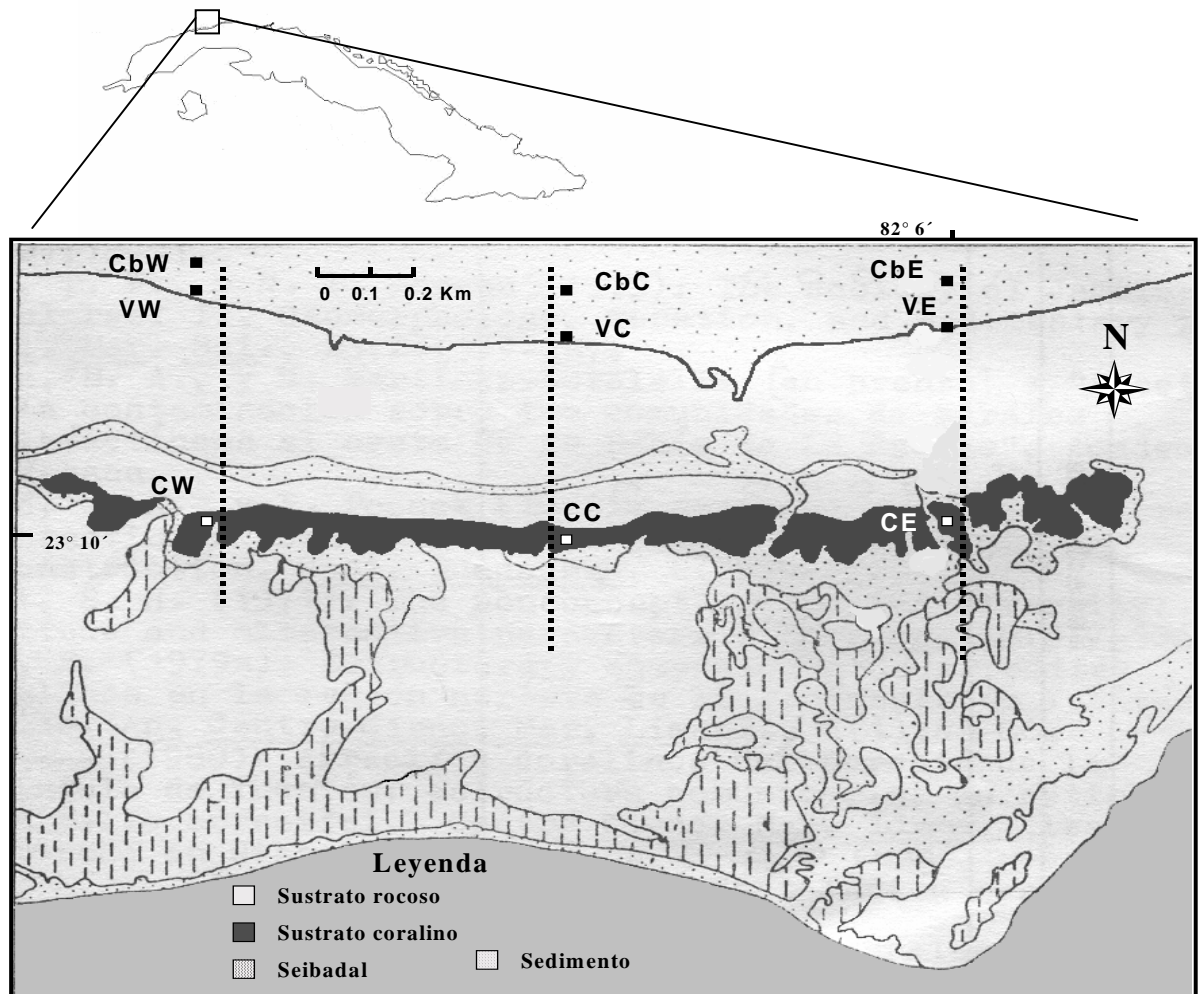 82° 6´
CbW
VW
0 0.1 0.2 Km
CbC
VC
CbE
VE
N
CW
CC
CE
23° 10´
Leyenda
Sustrato rocoso
Sustrato coralino
Seibadal
Sedimento